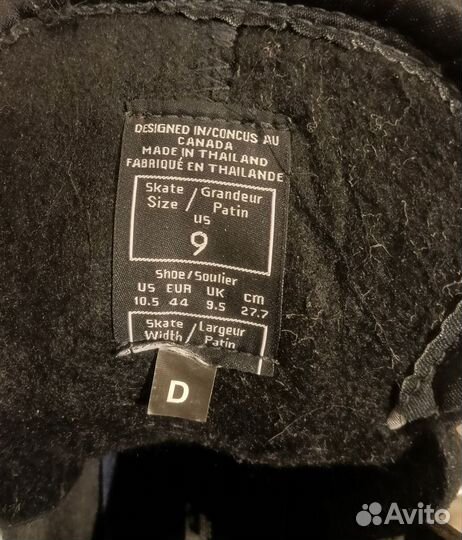 DESIGNED IN/CONCUS AU
CANADA
MADE IN THAILAND
FABRIQUÉ EN THAILANDE
Skate / Grandeur
Size / Patin
US
9
Shoe/Soulier
US EUR UK CM
10.5 44 9.5 27.7
Skate / Largeur
Width / Patin
D
Avito